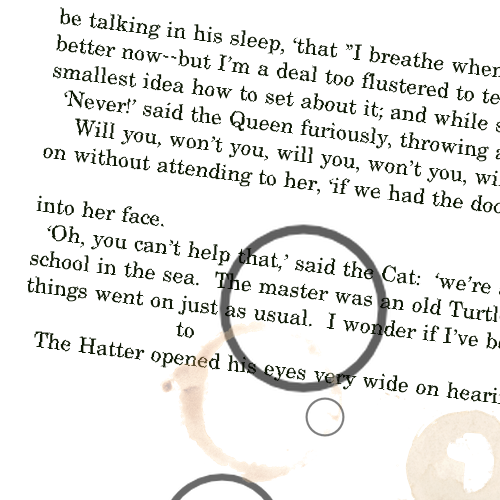 be talking in his sleep, ‘that ”I breathe when
better now--but I’m a deal too flustered to te
smallest idea how to set about it; and while s
‘Never!’ said the Queen furiously, throwing a
Will you, won’t you, will you, won’t you, wi
on without attending to her, ‘if we had the doo
into her face.
‘Oh, you can’t help that,’ said the Cat:  ‘we’re
school in the sea.  The master was an old Turtl
things went on just as usual.  I wonder if I’ve b
to
The Hatter opened his eyes very wide on heari